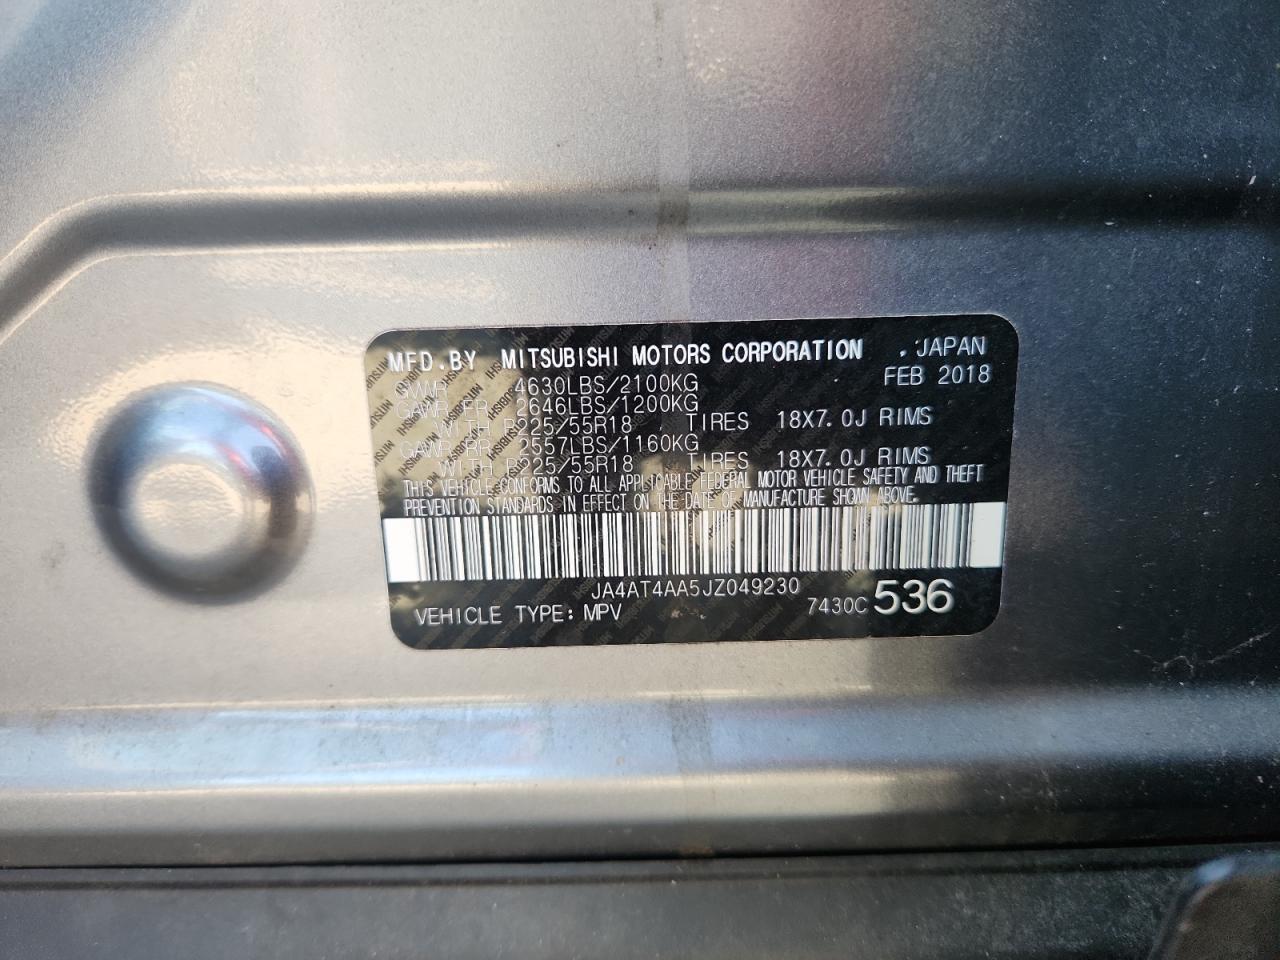 MFD.BY MITSUBISHI MOTORS CORPORATION . JAPAN
FEB 2018
GVWR 4630LBS/2100KG
GAWR FR 2646LBS/1200KG
WITH P225/55R18 , TIRES 18X7.0J RIMS
GAWR RR 2557LBS/1160KG
WITH P225/55R18 , TIRES 18X7.0J RIMS
THIS VEHICLE CONFORMS TO ALL APPLICABLE FEDERAL MOTOR VEHICLE SAFETY AND THEFT
PREVENTION STANDARDS IN EFFECT ON THE DATE OF MANUFACTURE SHOWN ABOVE.
JA4AT4AA5JZ049230
VEHICLE TYPE: MPV 7430C 536